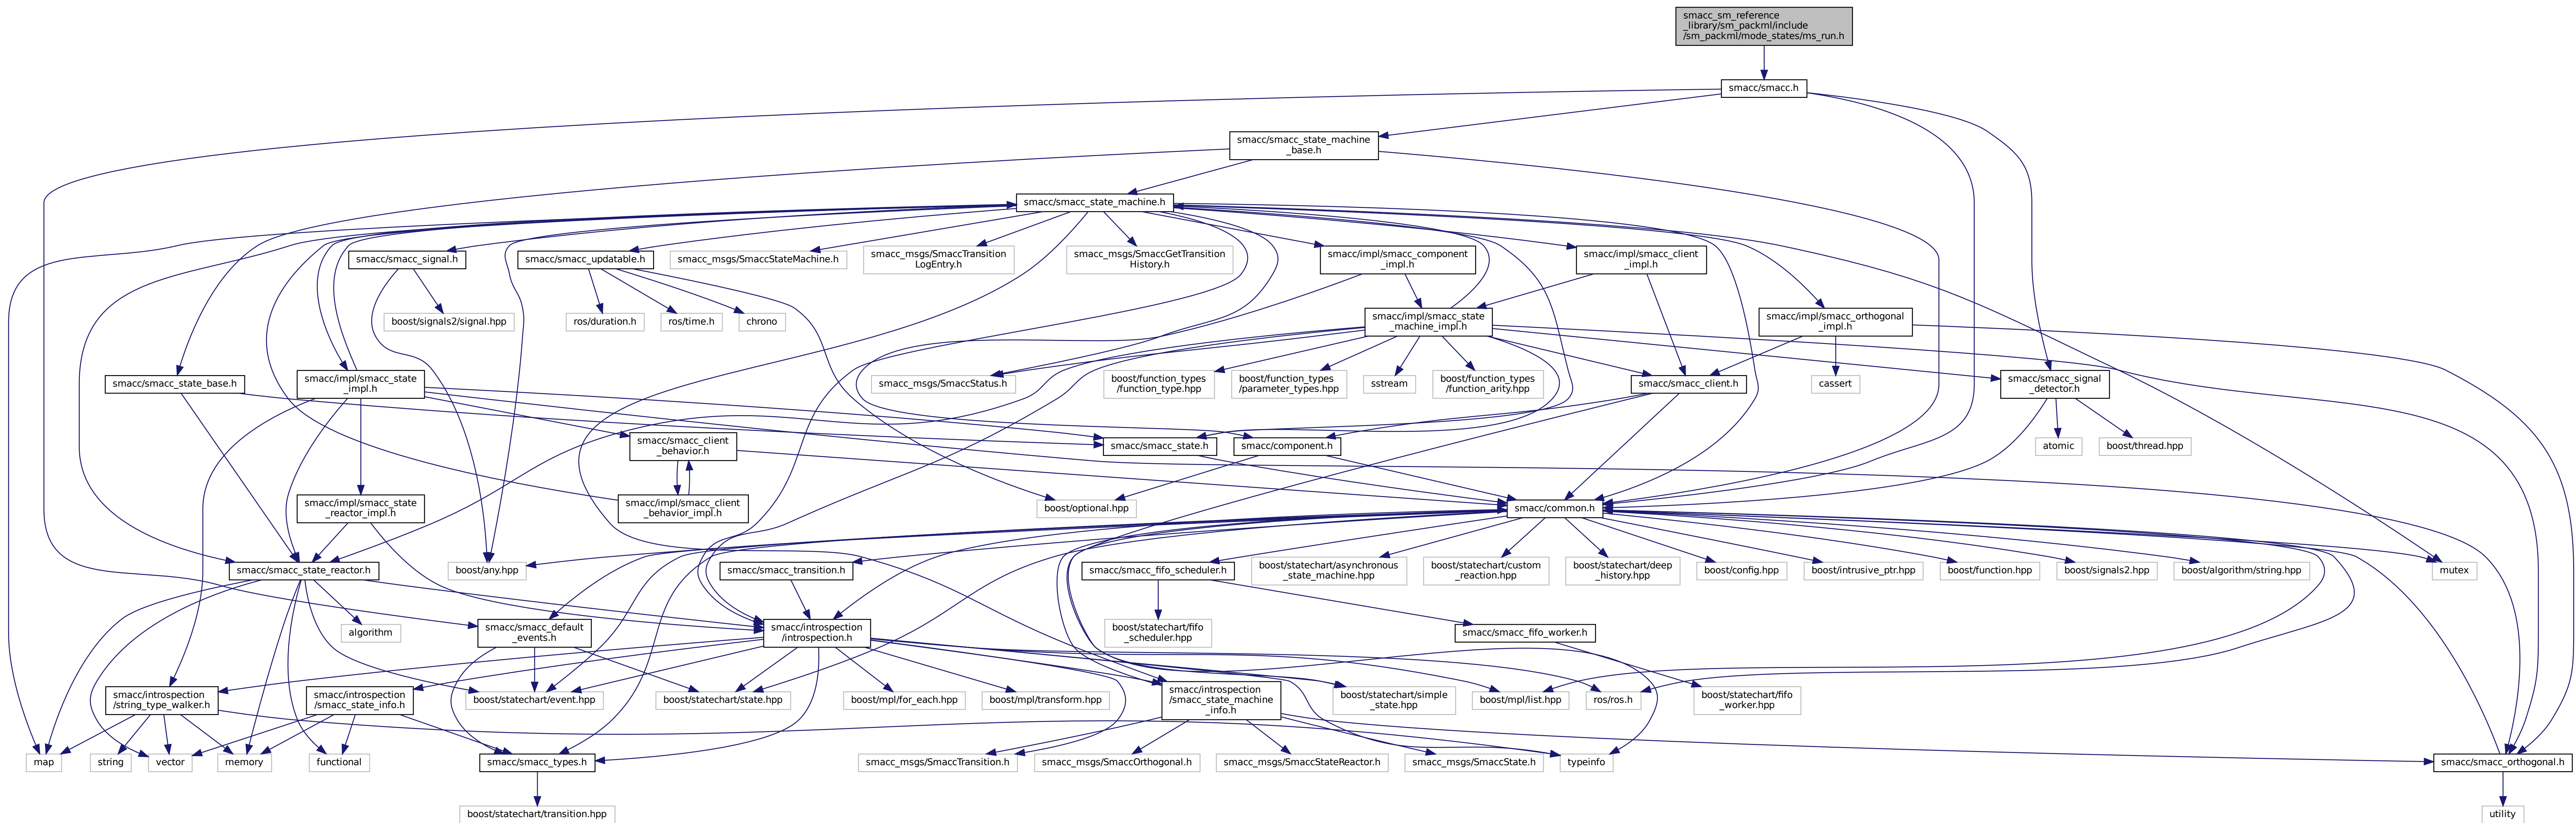 smacc_sm_reference
_library/sm_packml/include
/sm_packml/mode_states/ms_run.h
smacc/smacc.h
smacc/smacc_state_machine
_base.h
smacc/smacc_state_machine.h
smacc/smacc_signal.h
smacc/smacc_updatable.h
smacc_msgs/SmaccStateMachine.h
smacc_msgs/SmaccTransition
LogEntry.h
smacc_msgs/SmaccGetTransition
History.h
smacc/impl/smacc_component
_impl.h
smacc/impl/smacc_client
_impl.h
boost/signals2/signal.hpp
ros/duration.h
ros/time.h
chrono
smacc/impl/smacc_state
_machine_impl.h
smacc/impl/smacc_orthogonal
_impl.h
smacc/smacc_state_base.h
smacc/impl/smacc_state
_impl.h
smacc_msgs/SmaccStatus.h
boost/function_types
/function_type.hpp
boost/function_types
/parameter_types.hpp
sstream
boost/function_types
/function_arity.hpp
smacc/smacc_client.h
cassert
smacc/smacc_signal
_detector.h
smacc/smacc_client
_behavior.h
smacc/smacc_state.h
smacc/component.h
atomic
boost/thread.hpp
smacc/impl/smacc_state
_reactor_impl.h
smacc/impl/smacc_client
_behavior_impl.h
boost/optional.hpp
smacc/common.h
smacc/smacc_state_reactor.h
boost/any.hpp
smacc/smacc_transition.h
smacc/smacc_fifo_scheduler.h
boost/statechart/asynchronous
_state_machine.hpp
boost/statechart/custom
_reaction.hpp
boost/statechart/deep
_history.hpp
boost/config.hpp
boost/intrusive_ptr.hpp
boost/function.hpp
boost/signals2.hpp
boost/algorithm/string.hpp
mutex
algorithm
smacc/smacc_default
_events.h
smacc/introspection
/introspection.h
boost/statechart/fifo
_scheduler.hpp
smacc/smacc_fifo_worker.h
smacc/introspection
/string_type_walker.h
smacc/introspection
/smacc_state_info.h
boost/statechart/event.hpp
boost/statechart/state.hpp
boost/mpl/for_each.hpp
boost/mpl/transform.hpp
smacc/introspection
/smacc_state_machine
_info.h
boost/statechart/simple
_state.hpp
boost/mpl/list.hpp
ros/ros.h
boost/statechart/fifo
_worker.hpp
map
string
vector
memory
functional
smacc/smacc_types.h
smacc_msgs/SmaccTransition.h
smacc_msgs/SmaccOrthogonal.h
smacc_msgs/SmaccStateReactor.h
smacc_msgs/SmaccState.h
typeinfo
smacc/smacc_orthogonal.h
boost/statechart/transition.hpp
utility